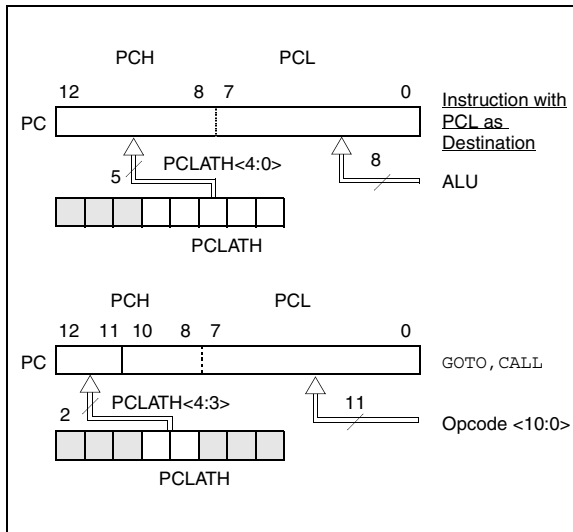 PCH PCL
12 8 7 0
PC
Instruction with
PCL as
Destination
5 PCLATH<4:0> 8
ALU
PCLATH
PCH PCL
12 11 10 8 7 0
PC GOTO, CALL
2 PCLATH<4:3> 11
Opcode <10:0>
PCLATH